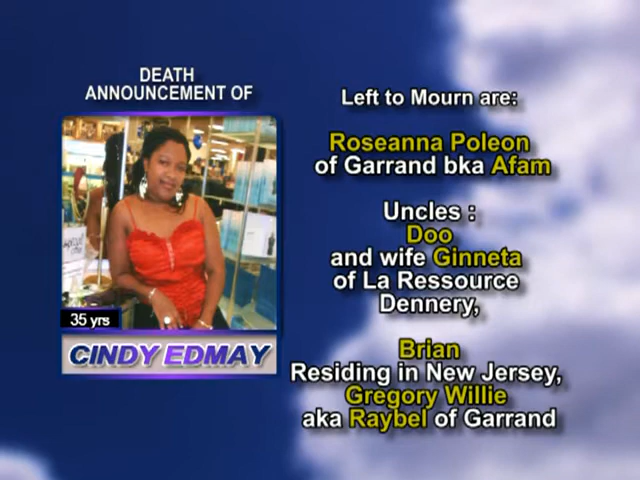 DEATH
ANNOUNCEMENT OF
35 yrs
CINDY EDMAY
Left to Mourn are:
Roseanna Poleon
of Garrand bka Afam
Uncles :
Doo
and wife Ginneta
of La Ressource
Dennery,
Brian
Residing in New Jersey,
Gregory Willie
aka Raybel of Garrand